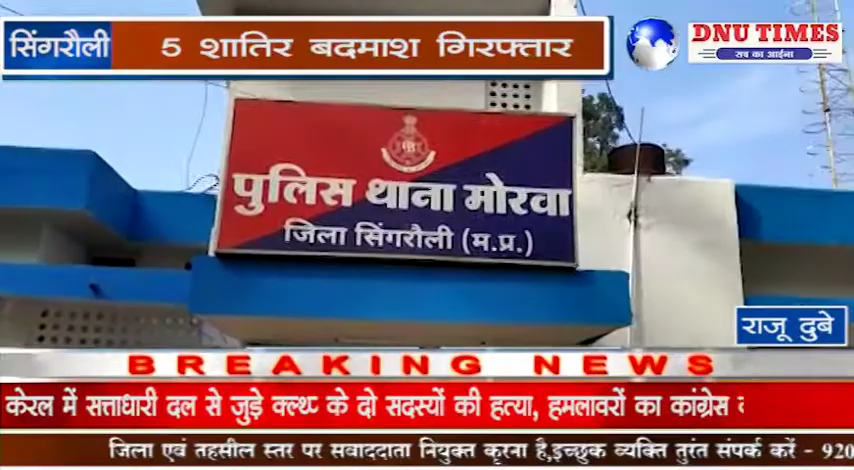 सिंगरौली
5 शातिर बदमाश गिरफ्तार
DNU TIMES
सच का आईना
पुलिस थाना मोरवा
जिला सिंगरौली (म.प्र.)
राजू दुबे
BREAKING NEWS
केरल में सत्ताधारी दल से जुड़े के दो सदस्यों की हत्या, हमलावरों का कांग्रेस
जिला एवं तहसील स्तर पर सवाददाता नियुक्त करना है,इच्छुक व्यक्ति तुरंत संपर्क करें - 920